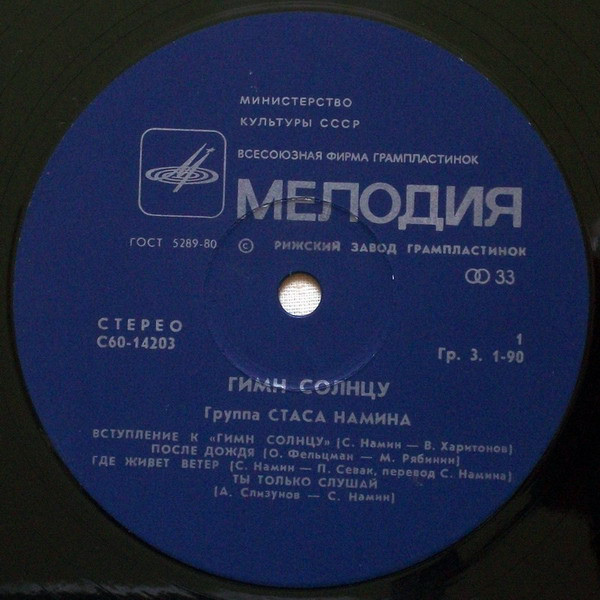 МИНИСТЕРСТВО
КУЛЬТУРЫ СССР
ВСЕСОЮЗНАЯ ФИРМА ГРАМПЛАСТИНОК
МЕЛОДИЯ
ГОСТ 5289-80 © РИЖСКИЙ ЗАВОД ГРАМПЛАСТИНОК
33
СТЕРЕО
С60-14203
1
Гр. 3. 1-90
ГИМН СОЛНЦУ
Группа СТАСА НАМИНА
ВСТУПЛЕНИЕ К «ГИМН СОЛНЦУ» (С. Намин — В. Харитонов)
ПОСЛЕ ДОЖДЯ (О. Фельцман — М. Рябинин)
ГДЕ ЖИВЕТ ВЕТЕР (С. Намин — П. Севак, перевод С. Намина)
ТЫ ТОЛЬКО СЛУШАЙ
(А. Слизунов — С. Намин)